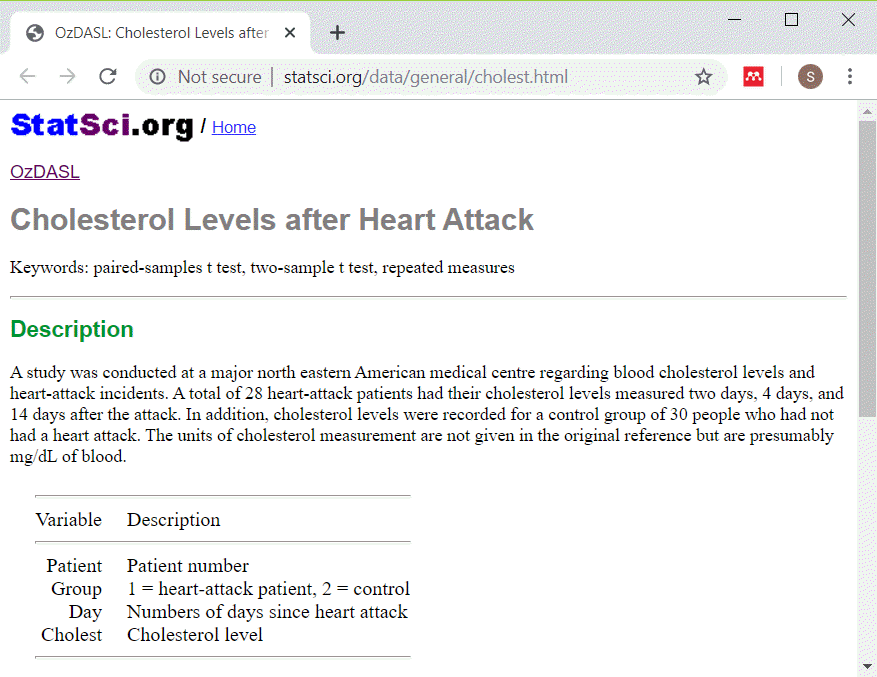 OzDASL: Cholesterol Levels after
Not secure | statsci.org/data/general/cholest.html
S
StatSci.org / Home
OzDASL
Cholesterol Levels after Heart Attack
Keywords: paired-samples t test, two-sample t test, repeated measures
Description
A study was conducted at a major north eastern American medical centre regarding blood cholesterol levels and
heart-attack incidents. A total of 28 heart-attack patients had their cholesterol levels measured two days, 4 days, and
14 days after the attack. In addition, cholesterol levels were recorded for a control group of 30 people who had not
had a heart attack. The units of cholesterol measurement are not given in the original reference but are presumably
mg/dL of blood.
Variable Description
Patient Patient number
Group 1 = heart-attack patient, 2 = control
Day Numbers of days since heart attack
Cholest Cholesterol level